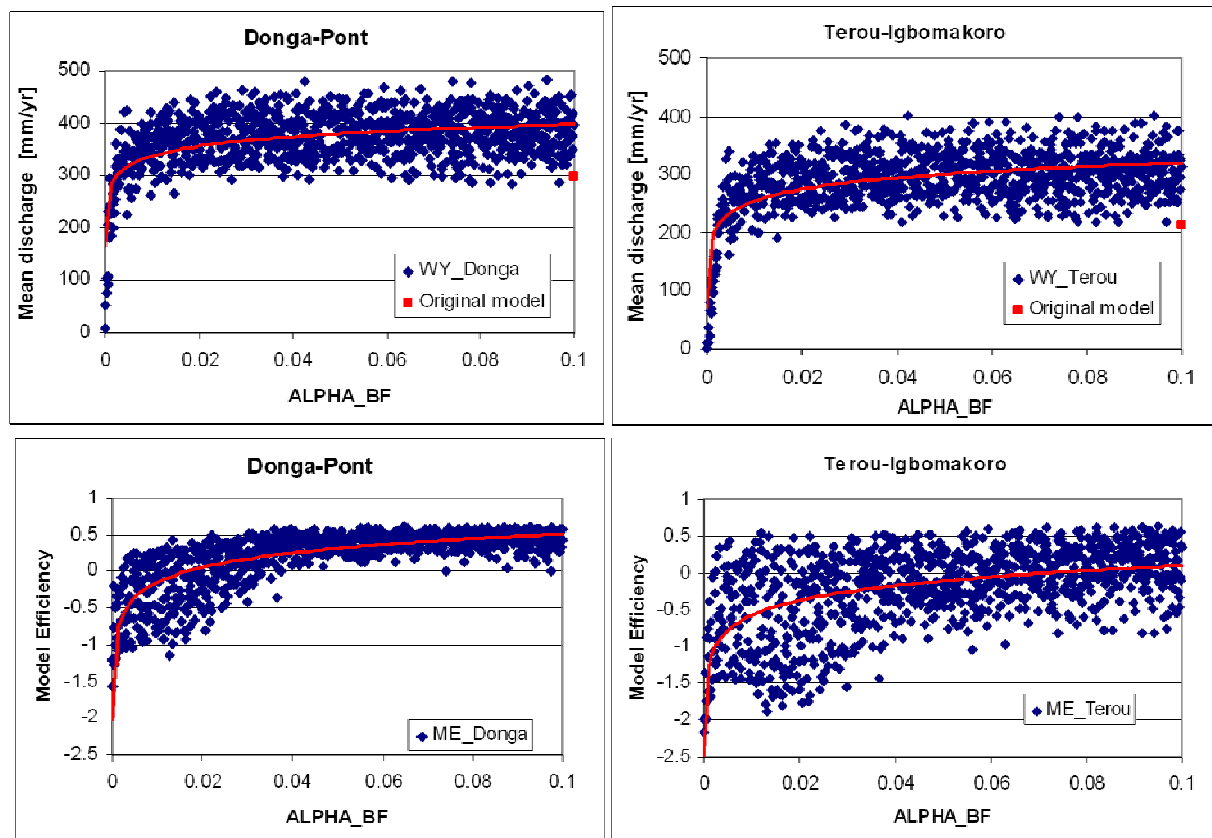 Donga-Pont
Mean discharge [mm/yr]
500
400
300
200
100
0
0 0.02 0.04 0.06 0.08 0.1
ALPHA_BF
WY_Donga
Original model
Terou-Igbomakoro
Mean discharge [mm/yr]
500
400
300
200
100
0
0 0.02 0.04 0.06 0.08 0.1
ALPHA_BF
WY_Terou
Original model
Donga-Pont
Model Efficiency
1
0.5
0
-0.5
-1
-1.5
-2
-2.5
0 0.02 0.04 0.06 0.08 0.1
ALPHA_BF
ME_Donga
Terou-Igbomakoro
Model Efficiency
1
0.5
0
-0.5
-1
-1.5
-2
-2.5
0 0.02 0.04 0.06 0.08 0.1
ALPHA_BF
ME_Terou